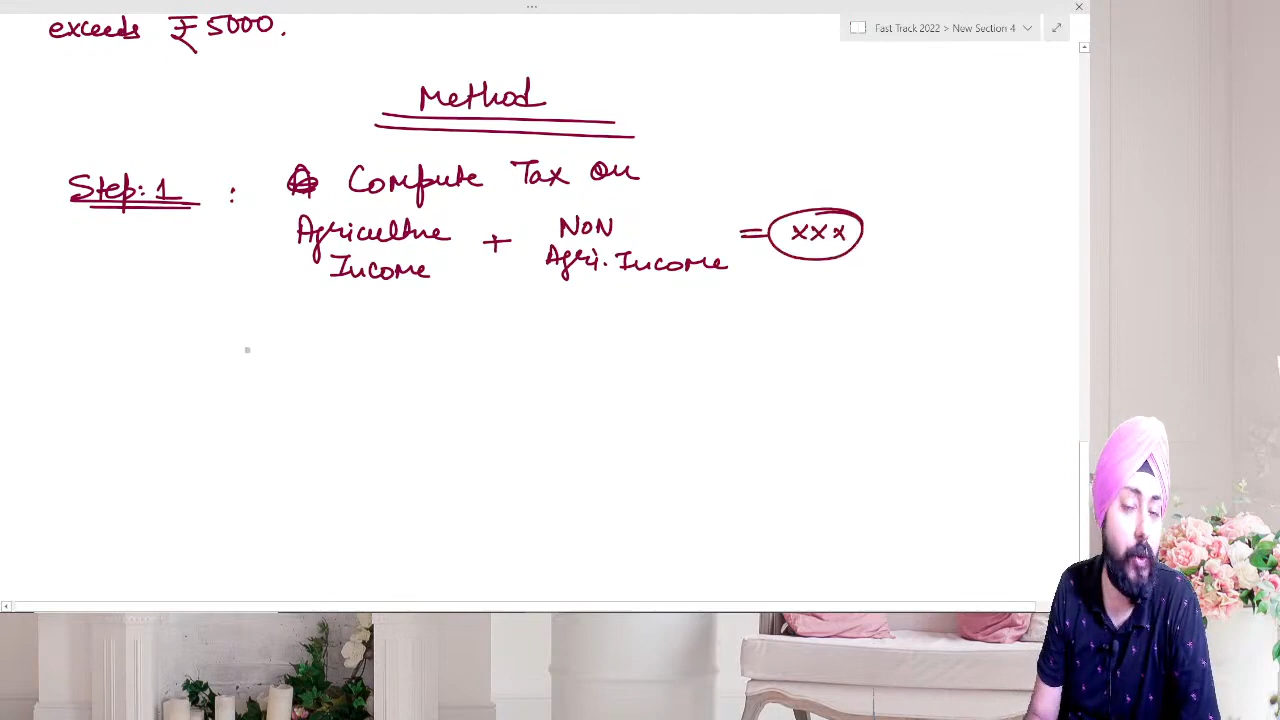 exceeds ₹ 5000.
Fast Track 2022 > New Section 4
Method
Step: 1 : Compute Tax On
Agriculture Income + NON Agri. Income = xxx